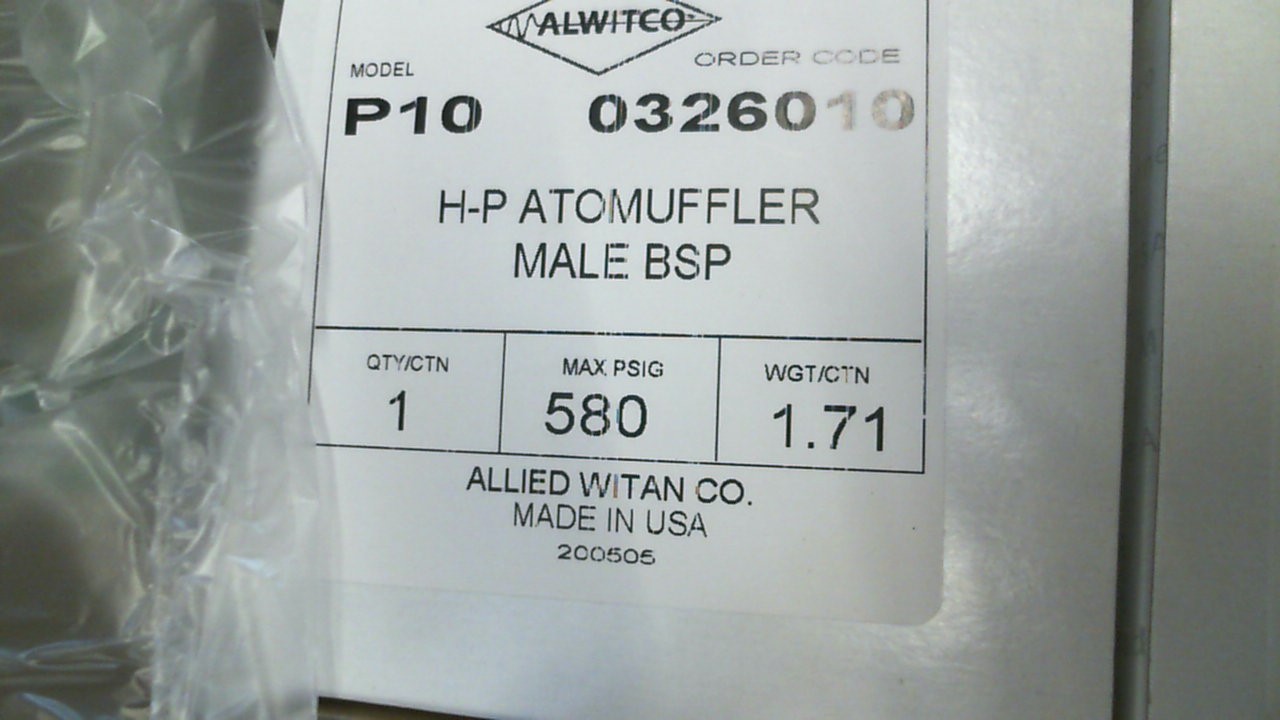 ALWITCO
ORDER CODE
MODEL
P10 0326010
H-P ATOMUFFLER
MALE BSP
QTY/CTN MAX PSIG WGT/CTN
1 580 1.71
ALLIED WITAN CO.
MADE IN USA
200505